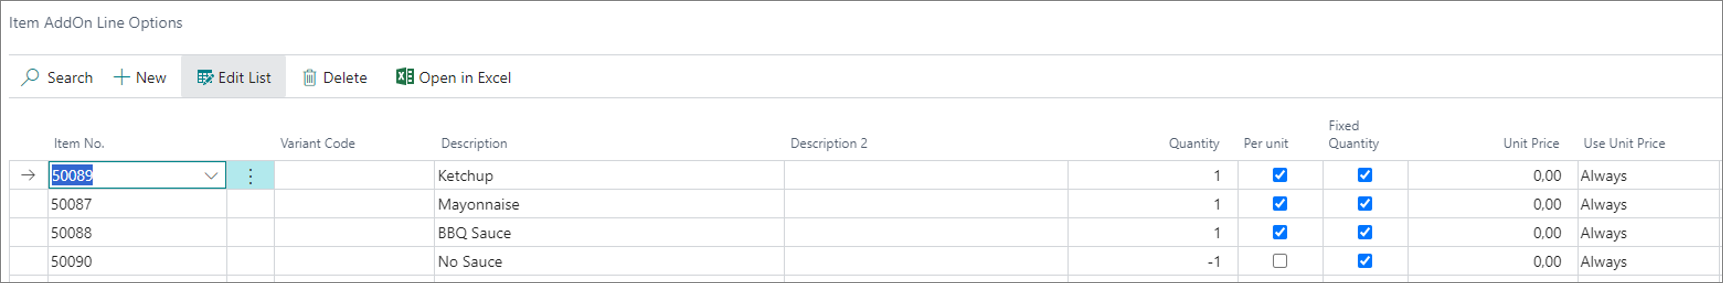 Item AddOn Line Options
Search New Edit List Delete Open in Excel
Item No. Variant Code Description Description 2 Quantity Per unit Fixed Quantity Unit Price Use Unit Price
50089 Ketchup 1 0,00 Always
50087 Mayonnaise 1 0,00 Always
50088 BBQ Sauce 1 0,00 Always
50090 No Sauce -1 0,00 Always